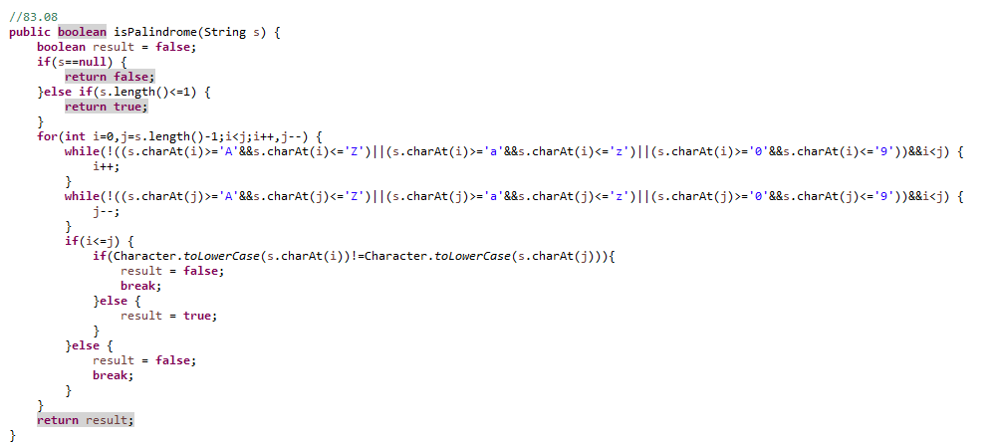 //83.08
public boolean isPalindrome(String s) {
    boolean result = false;
    if(s==null) {
        return false;
    }else if(s.length()<=1) {
        return true;
    }
    for(int i=0,j=s.length()-1;i<j;i++,j--) {
        while(!((s.charAt(i)>='A'&&s.charAt(i)<='Z')||(s.charAt(i)>='a'&&s.charAt(i)<='z')||(s.charAt(i)>='0'&&s.charAt(i)<='9'))&&i<j) {
            i++;
        }
        while(!((s.charAt(j)>='A'&&s.charAt(j)<='Z')||(s.charAt(j)>='a'&&s.charAt(j)<='z')||(s.charAt(j)>='0'&&s.charAt(j)<='9'))&&i<j) {
            j--;
        }
        if(i<=j) {
            if(Character.toLowerCase(s.charAt(i))!=Character.toLowerCase(s.charAt(j))){
                result = false;
                break;
            }else {
                result = true;
            }
        }else {
            result = false;
            break;
        }
    }
    return result;
}